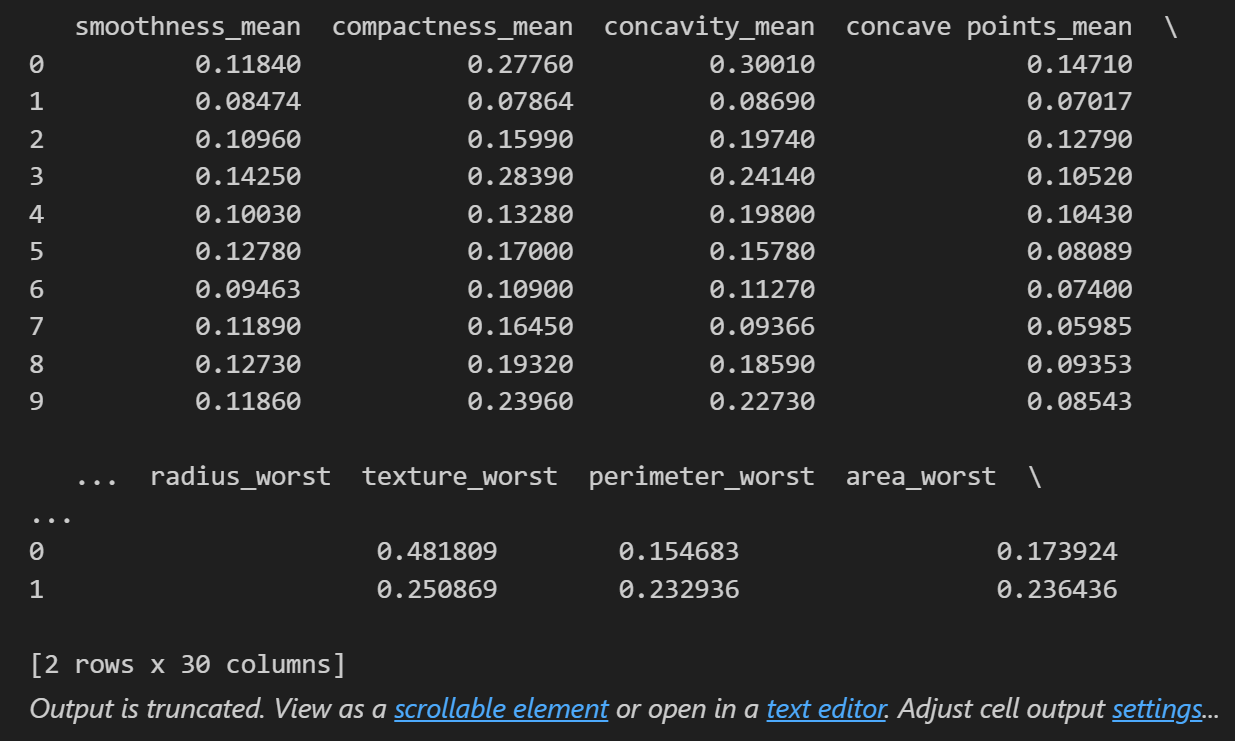 smoothness_mean  compactness_mean  concavity_mean  concave points_mean  \
0          0.11840           0.27760         0.30010              0.14710
1          0.08474           0.07864         0.08690              0.07017
2          0.10960           0.15990         0.19740              0.12790
3          0.14250           0.28390         0.24140              0.10520
4          0.10030           0.13280         0.19800              0.10430
5          0.12780           0.17000         0.15780              0.08089
6          0.09463           0.10900         0.11270              0.07400
7          0.11890           0.16450         0.09366              0.05985
8          0.12730           0.19320         0.18590              0.09353
9          0.11860           0.23960         0.22730              0.08543
...  radius_worst  texture_worst  perimeter_worst  area_worst  \
...
0                      0.481809        0.154683                 0.173924
1                      0.250869        0.232936                 0.236436
[2 rows x 30 columns]
Output is truncated. View as a scrollable element or open in a text editor. Adjust cell output settings...